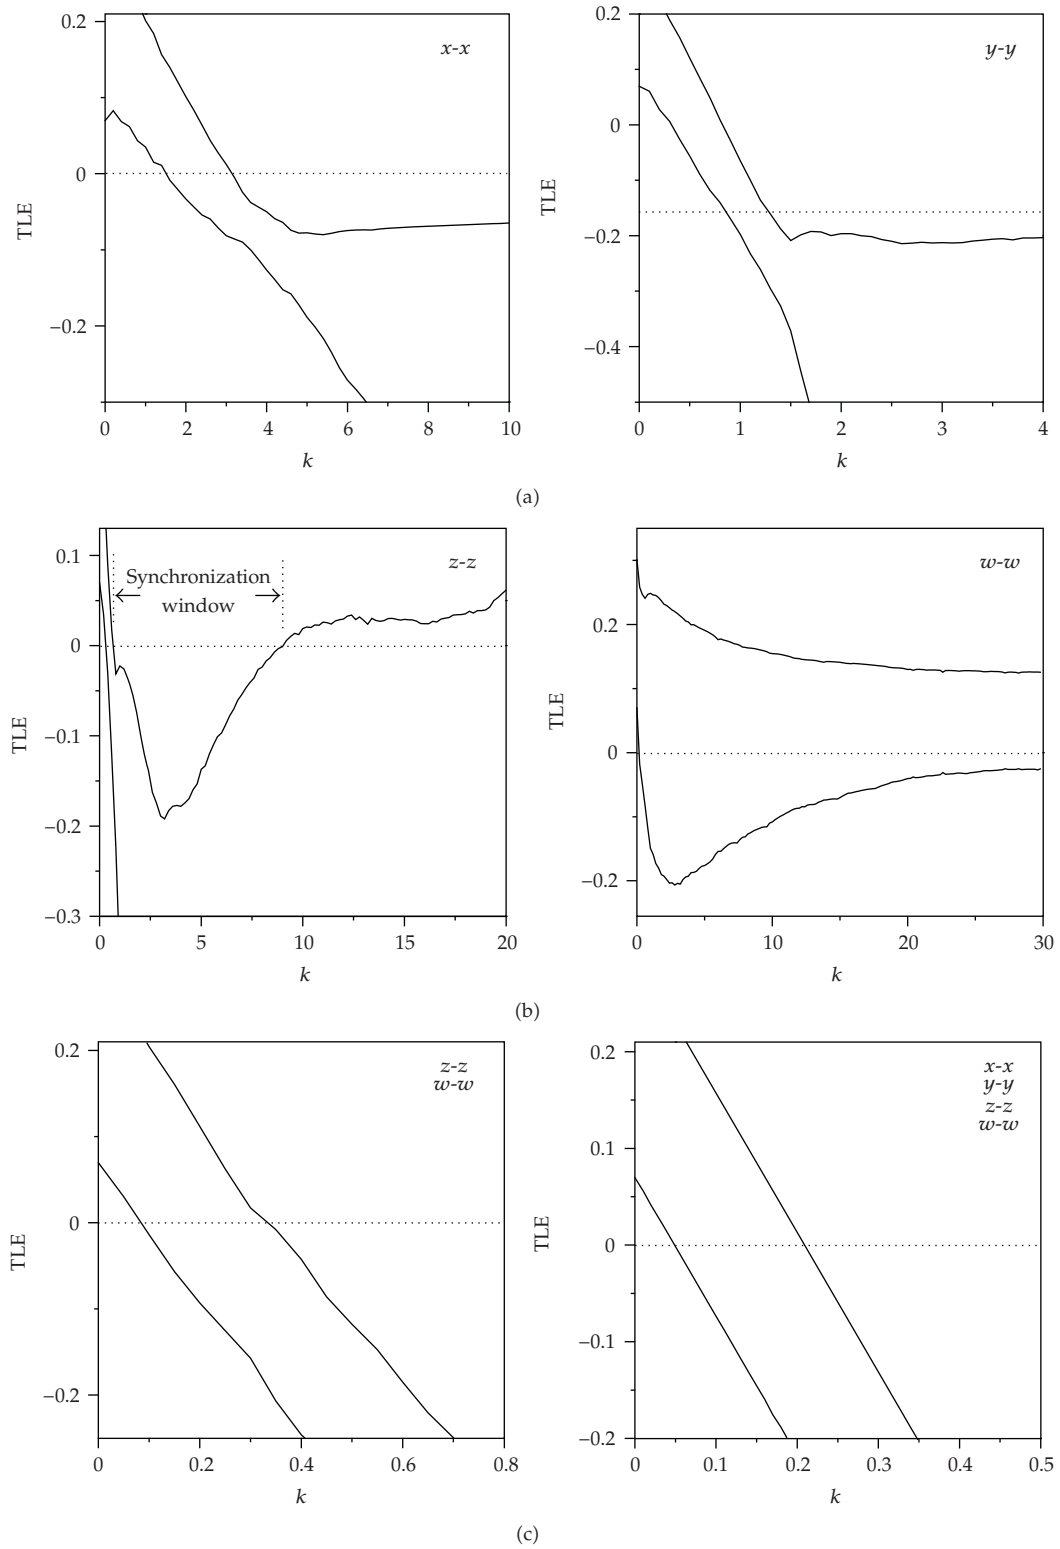 0.2
0
−0.2
TLE
x-x
0 2 4 6 8 10
k
0.2
0
−0.2
−0.4
TLE
y-y
0 1 2 3 4
k
(a)
0.1
0
−0.1
−0.2
−0.3
TLE
Synchronization
window
z-z
0 5 10 15 20
k
0.2
0
−0.2
TLE
w-w
0 10 20 30
k
(b)
0.2
0
−0.2
TLE
z-z
w-w
0 0.2 0.4 0.6 0.8
k
0.2
0.1
0
−0.1
−0.2
TLE
x-x
y-y
z-z
w-w
0 0.1 0.2 0.3 0.4 0.5
k
(c)